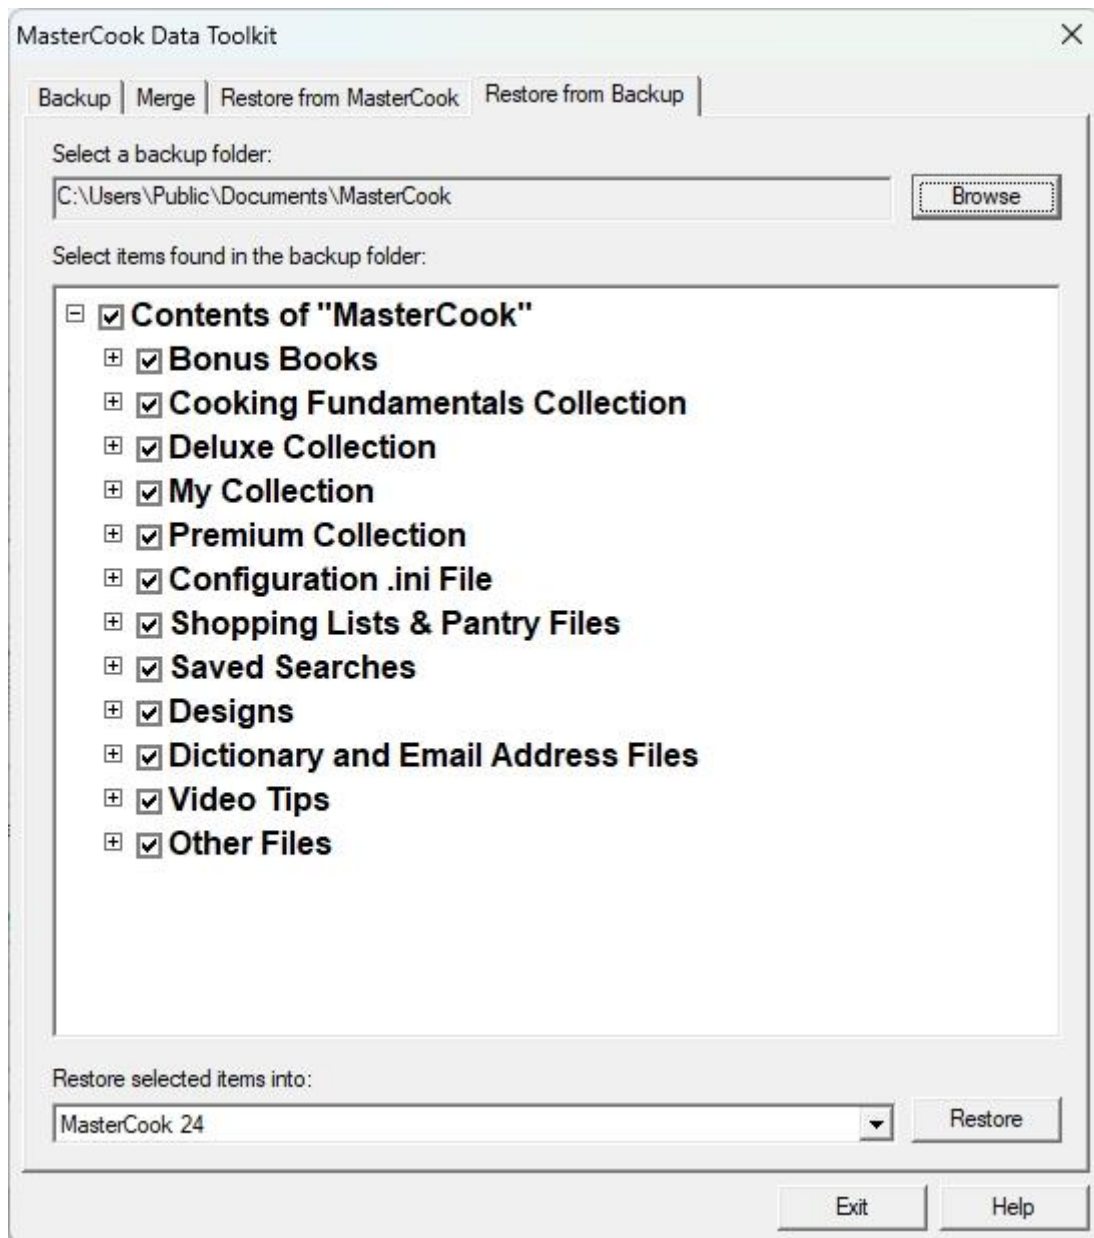 MasterCook Data Toolkit
Backup Merge Restore from MasterCook Restore from Backup
Select a backup folder:
C:\Users\Public\Documents\MasterCook Browse
Select items found in the backup folder:
Contents of "MasterCook"
Bonus Books
Cooking Fundamentals Collection
Deluxe Collection
My Collection
Premium Collection
Configuration .ini File
Shopping Lists & Pantry Files
Saved Searches
Designs
Dictionary and Email Address Files
Video Tips
Other Files
Restore selected items into:
MasterCook 24 Restore
Exit Help